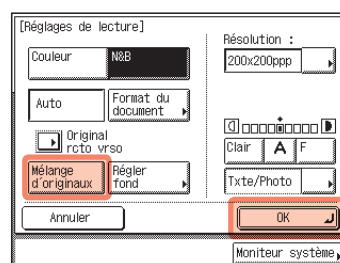 [Réglages de lecture]
Couleur N&B
Auto
Format du
document
Original
rcto vrso
Mélange
d'originaux
Régler
fond
Annuler
Résolution :
200x200ppp
Clair A F
Txte/Photo
OK
Moniteur système